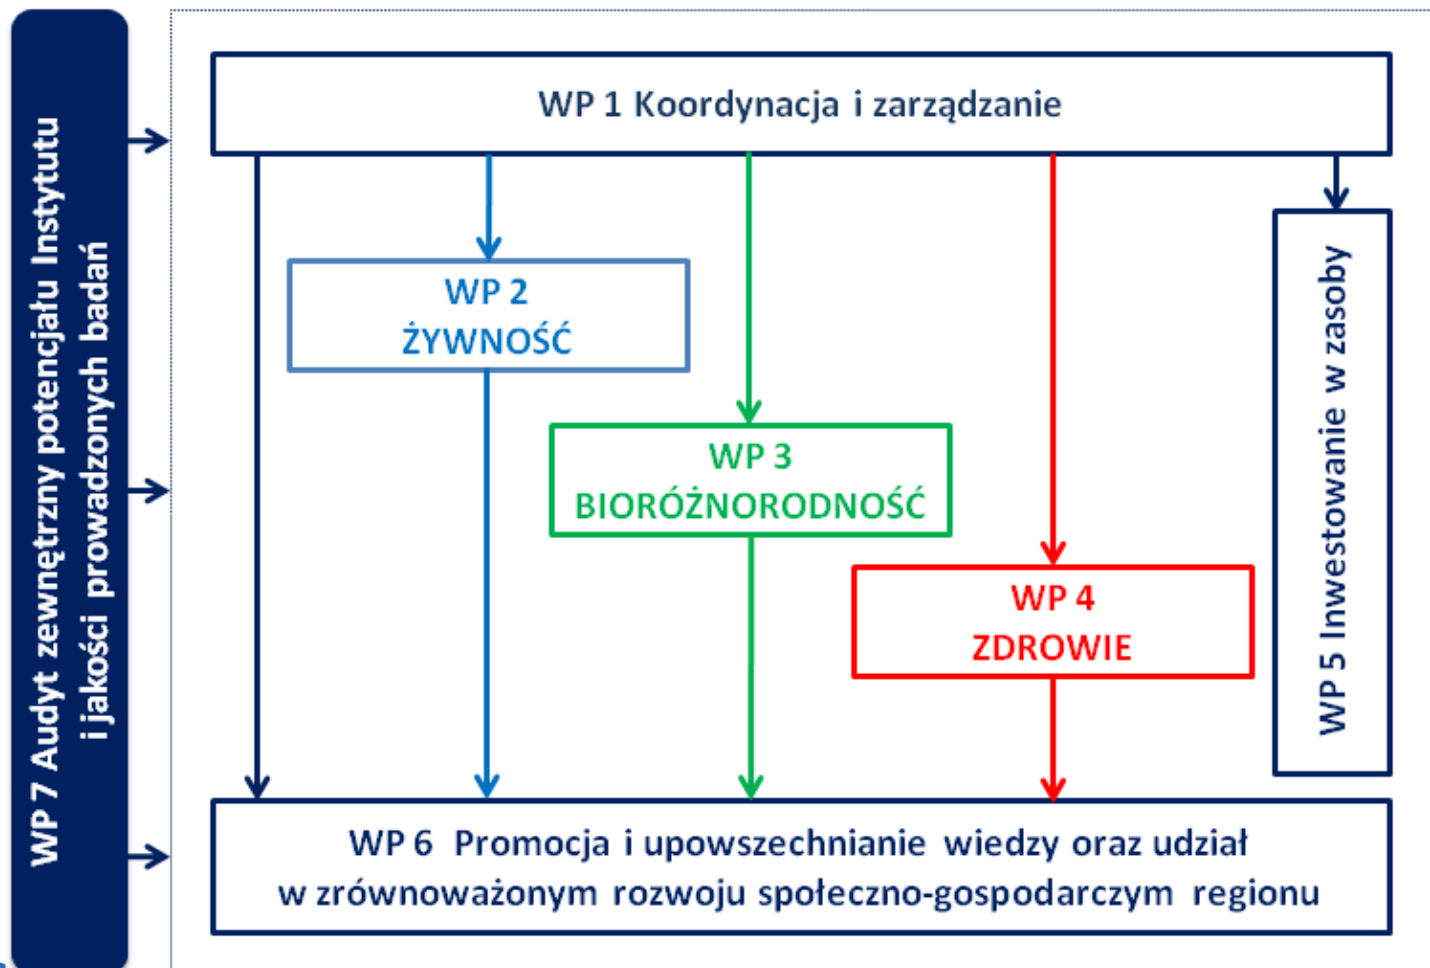 WP 7 Audyt zewnętrzny potencjału Instytutu
i jakości prowadzonych badań
WP 1 Koordynacja i zarządzanie
WP 2
ŻYWNOŚĆ
WP 3
BIORÓŻNORODNOŚĆ
WP 4
ZDROWIE
WP 5 Inwestowanie w zasoby
WP 6 Promocja i upowszechnianie wiedzy oraz udział
w zrównoważonym rozwoju społeczno-gospodarczym regionu